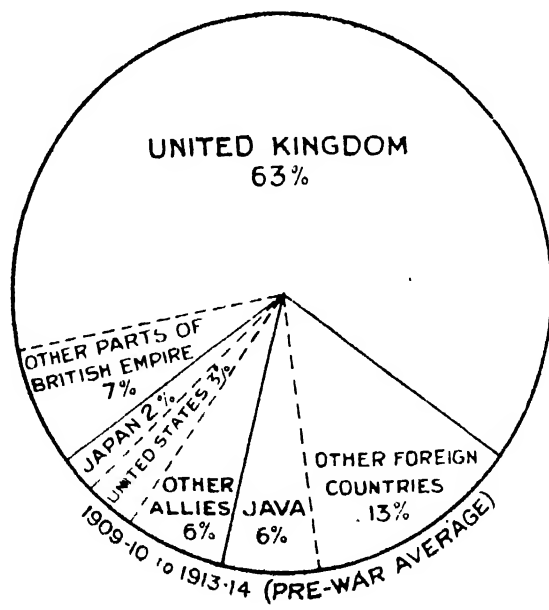 UNITED KINGDOM
63%
OTHER PARTS OF
BRITISH EMPIRE
7%
JAPAN 2%
UNITED STATES 3%
OTHER
ALLIES
6%
JAVA
6%
OTHER FOREIGN
COUNTRIES
13%
1909-10 TO 1913-14 (PRE-WAR AVERAGE)